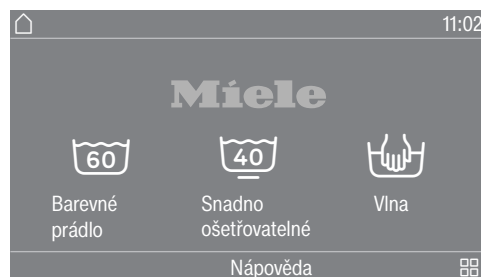 11:02
Miele
60
40
Barevné
prádlo
Snadno
ošetřovatelné
Vlna
Nápověda